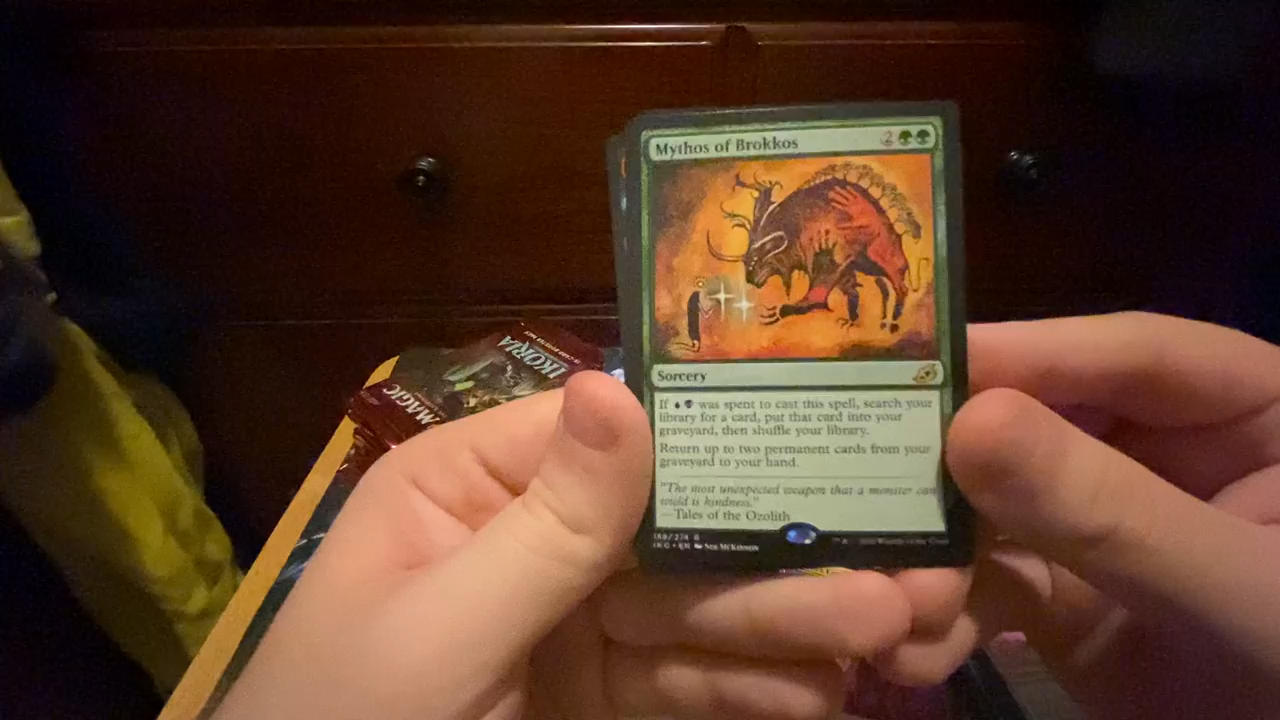 Mythos of Brokkos
2
Sorcery
If was spent to cast this spell, search your
library for a card, put that card into your
graveyard, then shuffle your library.
Return up to two permanent cards from your
graveyard to your hand.
"The most unexpected weapon that a monster can
wield is kindness."
—Tales of the Ozolith
168/274 R
IKO • EN
MAGIC
IKORIA